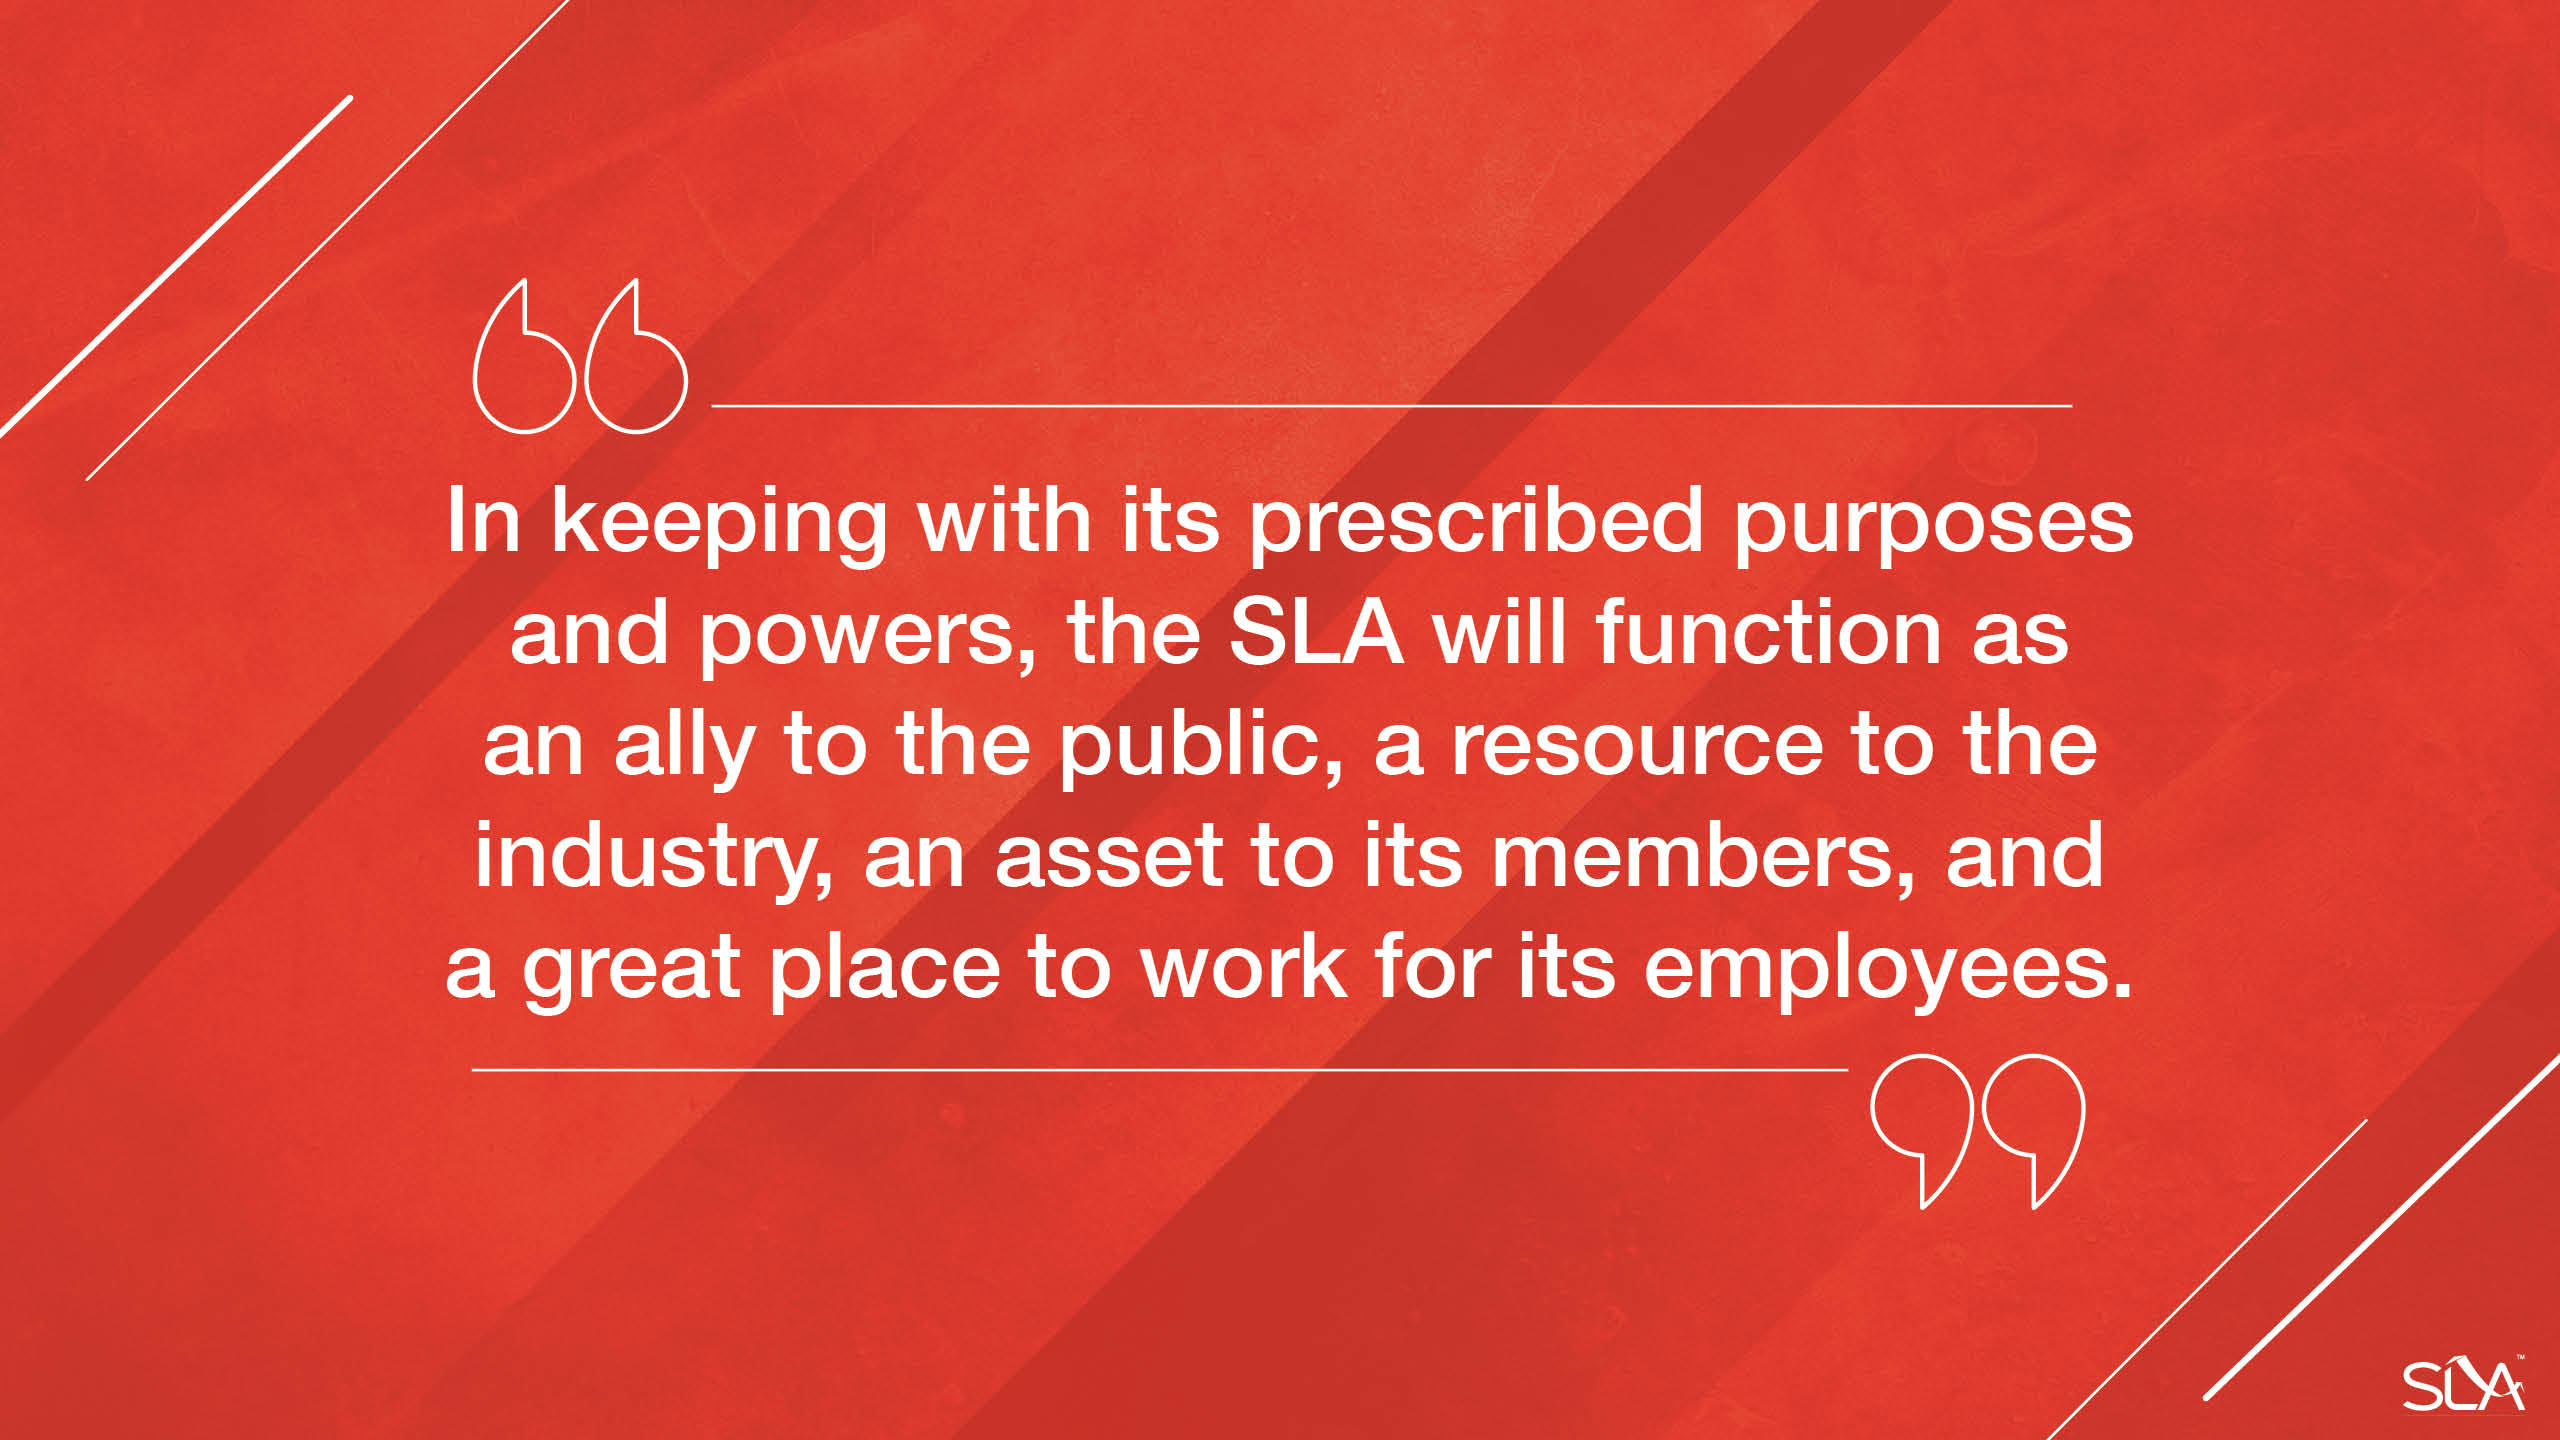 “
In keeping with its prescribed purposes
and powers, the SLA will function as
an ally to the public, a resource to the
industry, an asset to its members, and
a great place to work for its employees.
”
SLA™